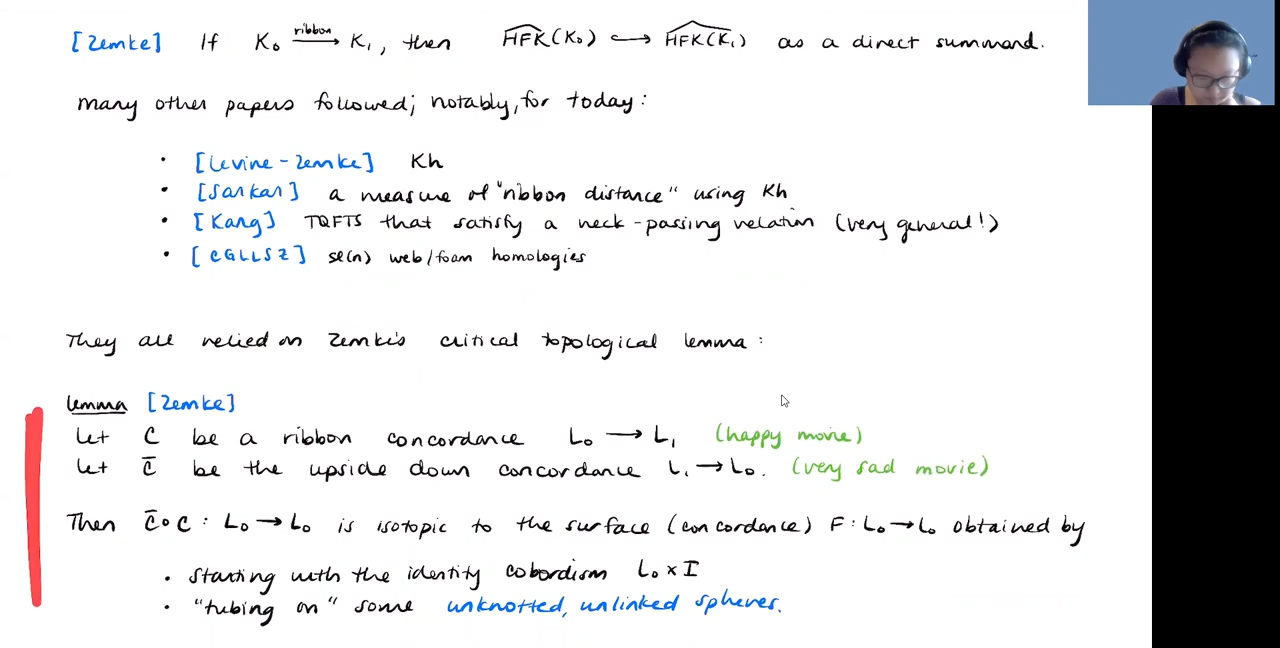 [Zemke] If K₀ ribbon→ K₁, then HFK(K₀) ↪ HFK(K₁) as a direct summand.
many other papers followed; notably, for today:
• [Levine-Zemke] Kh
• [Sarkar] a measure of "ribbon distance" using Kh
• [Kang] TQFTS that satisfy a neck-passing relation (very general!)
• [CGLLSZ] sl(n) web/foam homologies
They all relied on Zemke's critical topological lemma:
lemma [Zemke]
Let C be a ribbon concordance L₀ → L₁ (happy movie)
Let C̄ be the upside down concordance L₁ → L₀. (very sad movie)
Then C̄∘C : L₀ → L₀ is isotopic to the surface (concordance) F: L₀ → L₀ obtained by
• starting with the identity cobordism L₀ × I
• "tubing on" some unknotted, unlinked spheres.